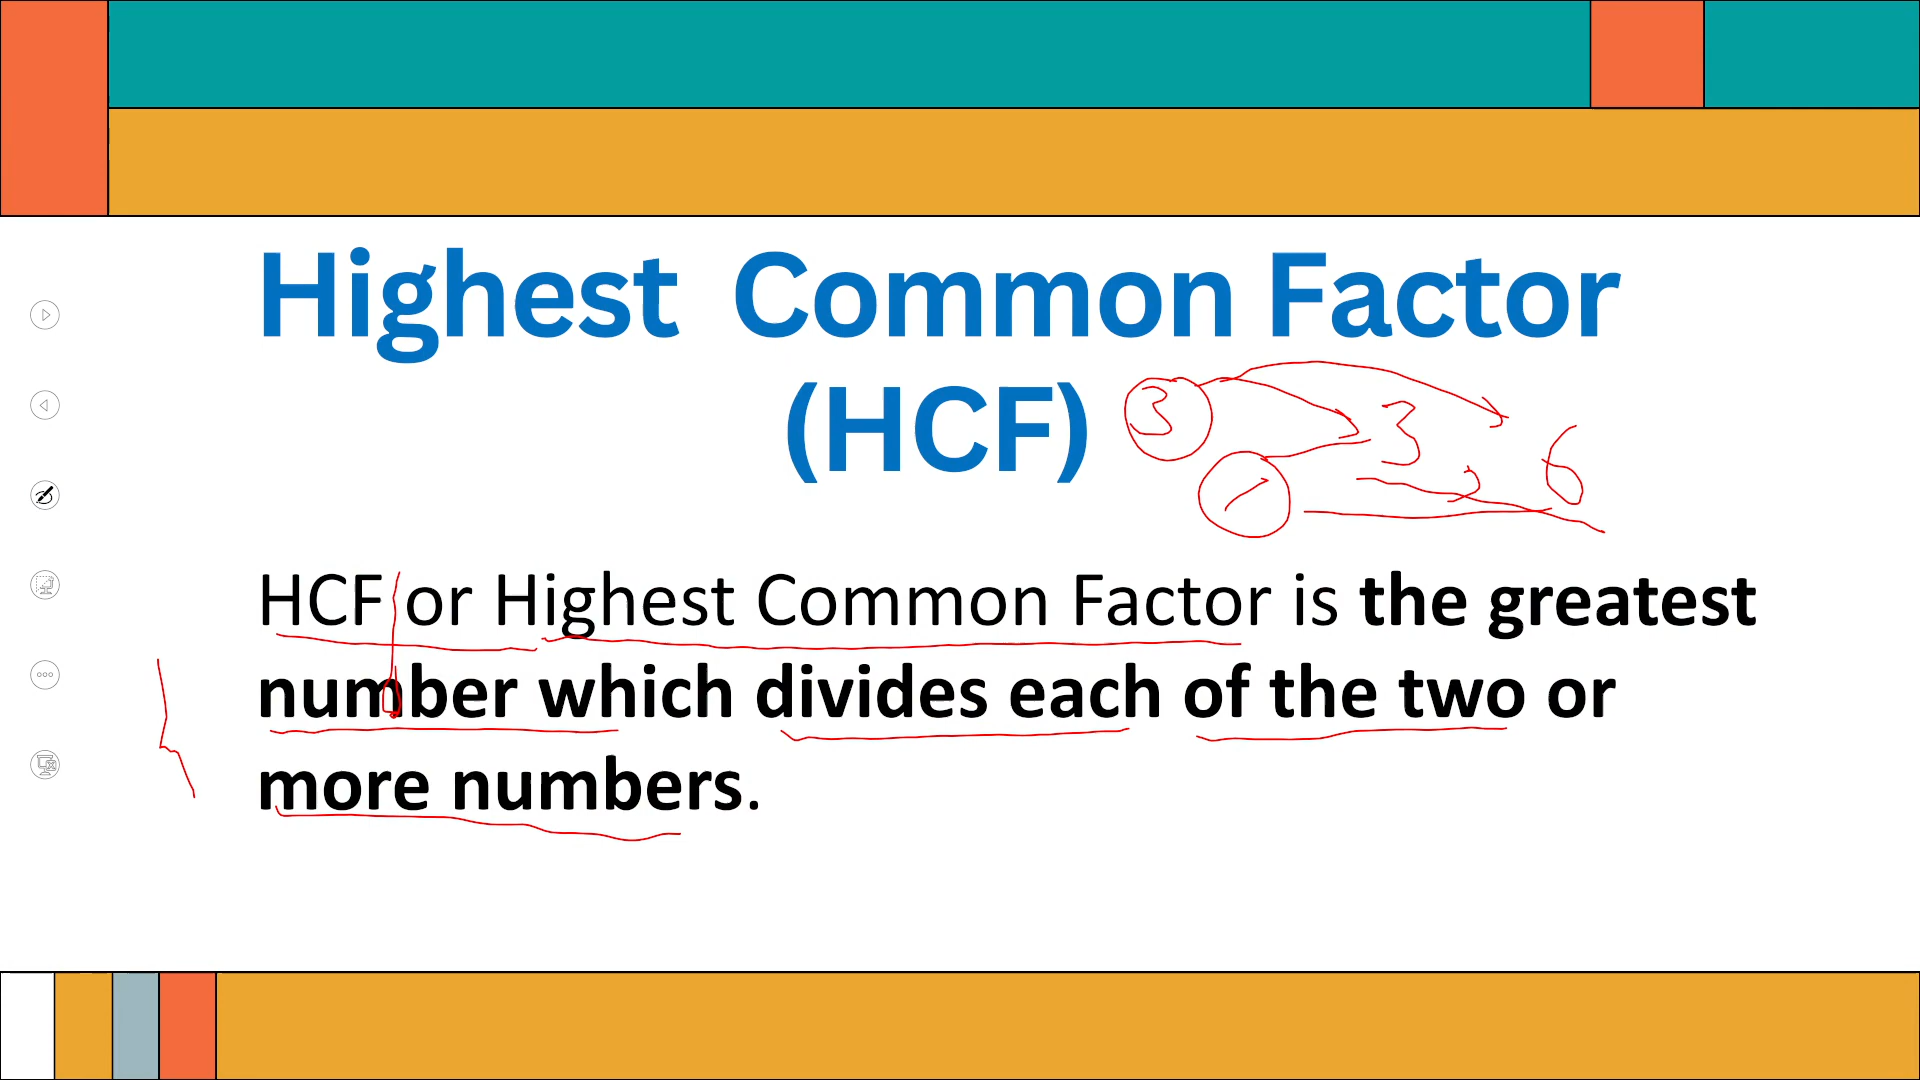 Highest Common Factor
(HCF)
3
3 , 6
1
HCF or Highest Common Factor is the greatest
number which divides each of the two or
more numbers.